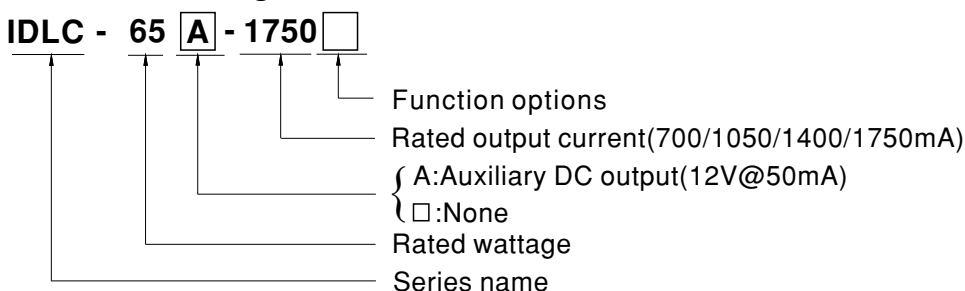 IDLC - 65 A - 1750
Function options
Rated output current(700/1050/1400/1750mA)
A:Auxiliary DC output(12V@50mA)
□:None
Rated wattage
Series name